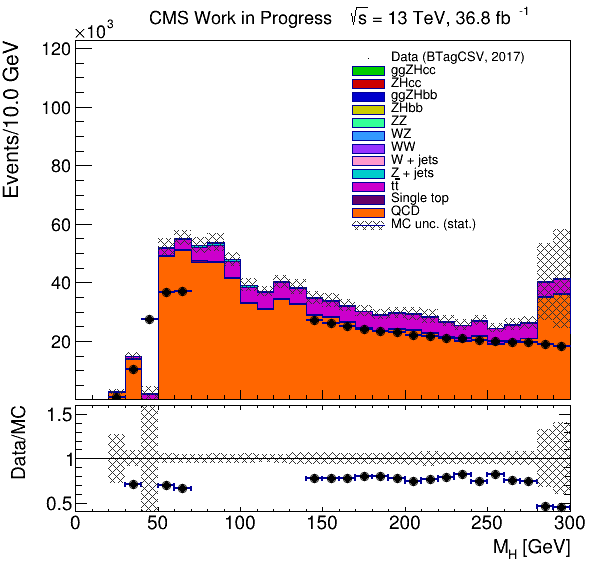 ×10³
CMS Work in Progress √s = 13 TeV, 36.8 fb⁻¹
Events/10.0 GeV
120
100
80
60
40
20
Data (BTagCSV, 2017)
ggZHcc
ZHcc
ggZHbb
ZHbb
ZZ
WZ
WW
W + jets
Z + jets
tt̅
Single top
QCD
MC unc. (stat.)
Data/MC
1.5
1
0.5
0 50 100 150 200 250 300
M_H [GeV]